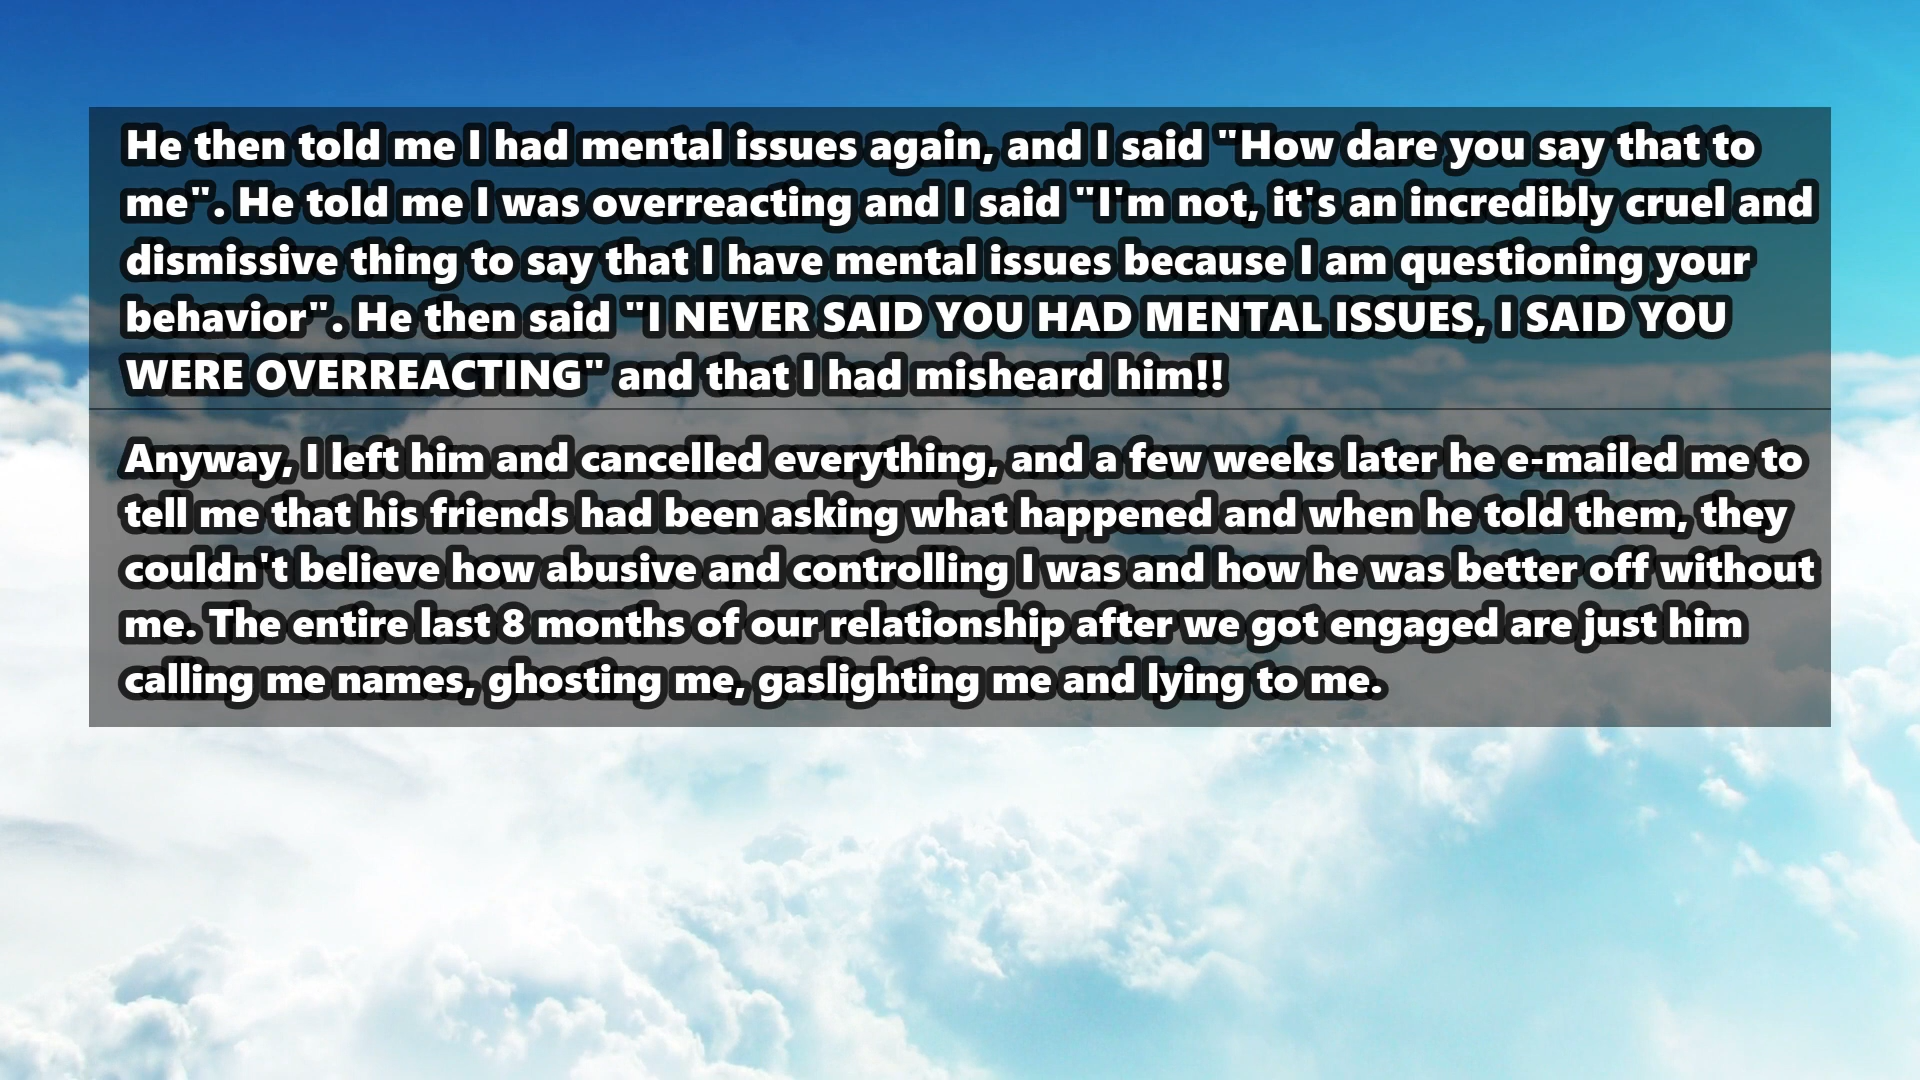 He then told me I had mental issues again, and I said "How dare you say that to
me". He told me I was overreacting and I said "I'm not, it's an incredibly cruel and
dismissive thing to say that I have mental issues because I am questioning your
behavior". He then said "I NEVER SAID YOU HAD MENTAL ISSUES, I SAID YOU
WERE OVERREACTING" and that I had misheard him!!
Anyway, I left him and cancelled everything, and a few weeks later he e-mailed me to
tell me that his friends had been asking what happened and when he told them, they
couldn't believe how abusive and controlling I was and how he was better off without
me. The entire last 8 months of our relationship after we got engaged are just him
calling me names, ghosting me, gaslighting me and lying to me.